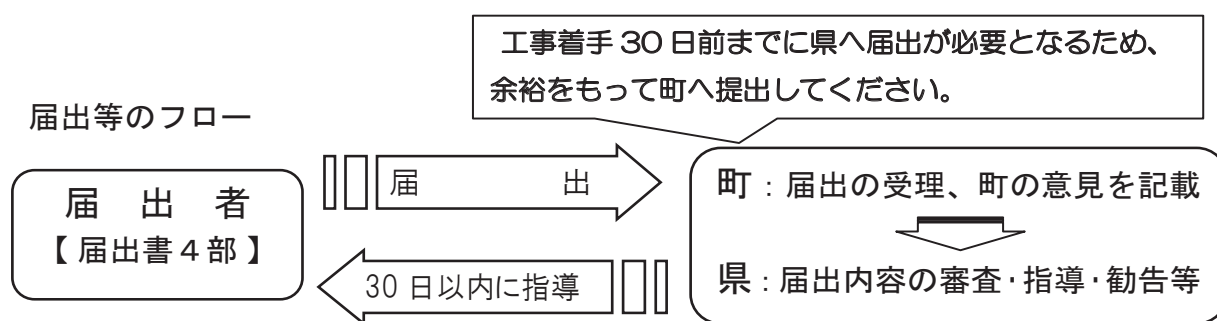 工事着手30日前までに県へ届出が必要となるため、
余裕をもって町へ提出してください。
届出等のフロー
届　出　者
【届出書４部】
届　　　　出
30日以内に指導
町：届出の受理、町の意見を記載
県：届出内容の審査･指導･勧告等